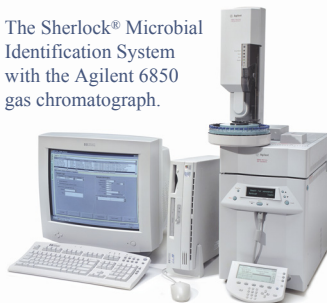 The Sherlock® Microbial
Identification System
with the Agilent 6850
gas chromatograph.